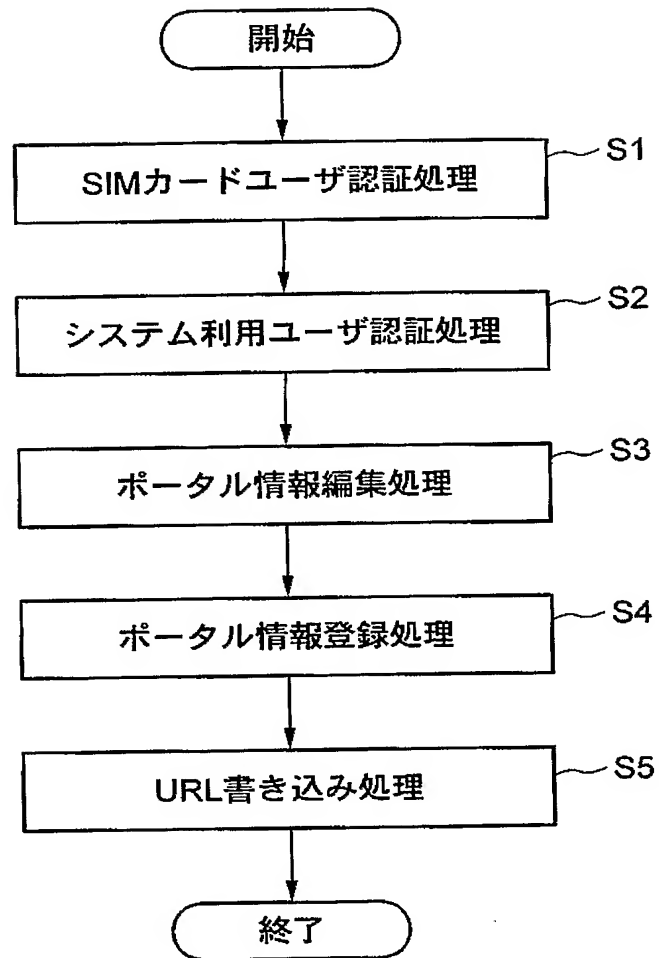 開始
SIMカードユーザ認証処理
S1
システム利用ユーザ認証処理
S2
ポータル情報編集処理
S3
ポータル情報登録処理
S4
URL書き込み処理
S5
終了